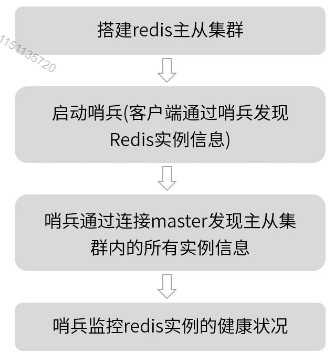 搭建redis主从集群
启动哨兵(客户端通过哨兵发现
Redis实例信息)
哨兵通过连接master发现主从集
群内的所有实例信息
哨兵监控redis实例的健康状况